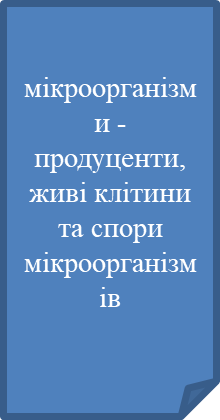 мікроорганізм
и -
продуценти,
живі клітини
та спори
мікроорганізм
ів